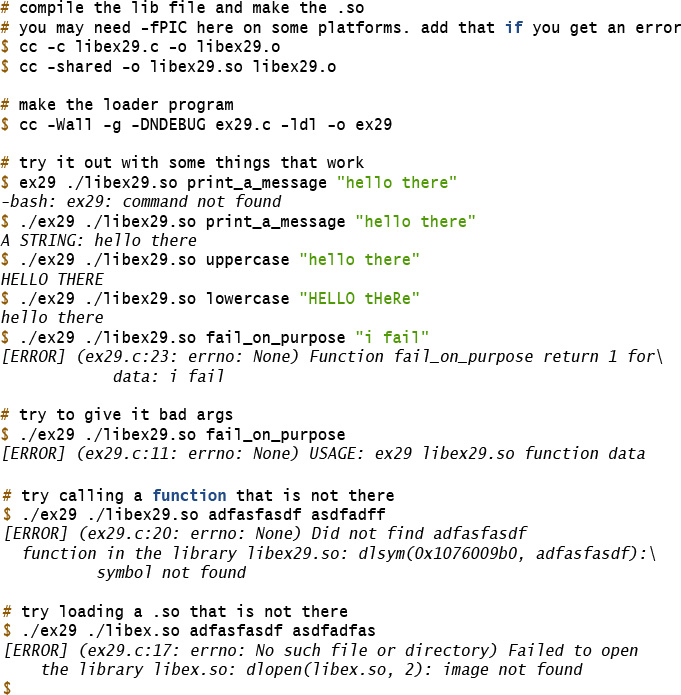 # compile the lib file and make the .so
# you may need -fPIC here on some platforms. add that if you get an error
$ cc -c libex29.c -o libex29.o
$ cc -shared -o libex29.so libex29.o
# make the loader program
$ cc -Wall -g -DNDEBUG ex29.c -ldl -o ex29
# try it out with some things that work
$ ex29 ./libex29.so print_a_message "hello there"
-bash: ex29: command not found
$ ./ex29 ./libex29.so print_a_message "hello there"
A STRING: hello there
$ ./ex29 ./libex29.so uppercase "hello there"
HELLO THERE
$ ./ex29 ./libex29.so lowercase "HELLO tHeRe"
hello there
$ ./ex29 ./libex29.so fail_on_purpose "i fail"
[ERROR] (ex29.c:23: errno: None) Function fail_on_purpose return 1 for\
data: i fail
# try to give it bad args
$ ./ex29 ./libex29.so fail_on_purpose
[ERROR] (ex29.c:11: errno: None) USAGE: ex29 libex29.so function data
# try calling a function that is not there
$ ./ex29 ./libex29.so adfasfasdf asdfadff
[ERROR] (ex29.c:20: errno: None) Did not find adfasfasdf
function in the library libex29.so: dlsym(0x1076009b0, adfasfasdf):\
symbol not found
# try loading a .so that is not there
$ ./ex29 ./libex.so adfasfasdf asdfadfas
[ERROR] (ex29.c:17: errno: No such file or directory) Failed to open
the library libex.so: dlopen(libex.so, 2): image not found
$